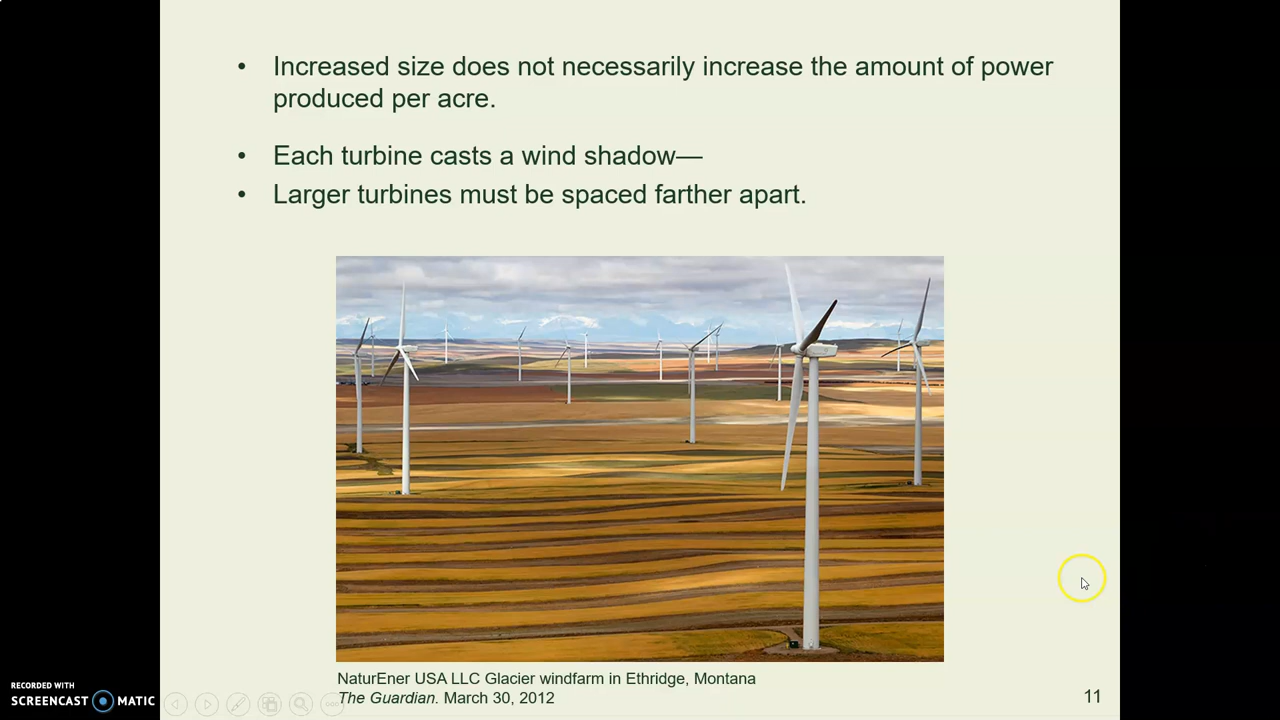 • Increased size does not necessarily increase the amount of power
produced per acre.
• Each turbine casts a wind shadow—
• Larger turbines must be spaced farther apart.
NaturEner USA LLC Glacier windfarm in Ethridge, Montana
The Guardian. March 30, 2012
11
RECORDED WITH
SCREENCAST MATIC